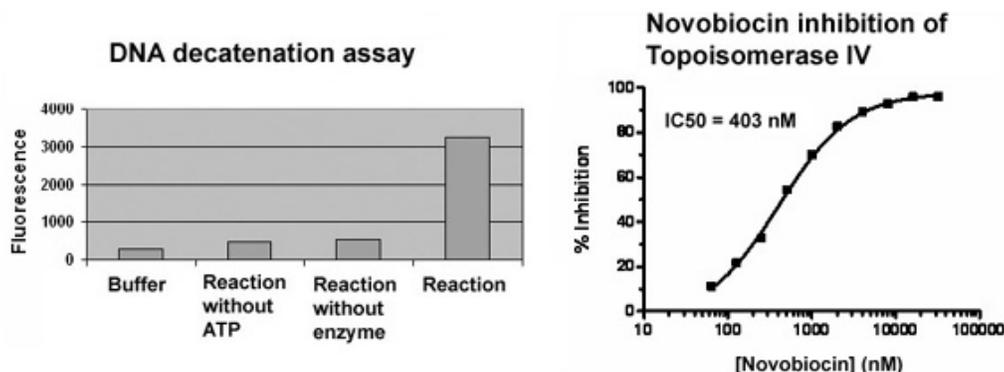 DNA decatenation assay
Fluorescence
4000
3000
2000
1000
0
Buffer
Reaction without ATP
Reaction without enzyme
Reaction
Novobiocin inhibition of
Topoisomerase IV
IC50 = 403 nM
% Inhibition
100
80
60
40
20
0
10
100
1000
10000
100000
[Novobiocin] (nM)